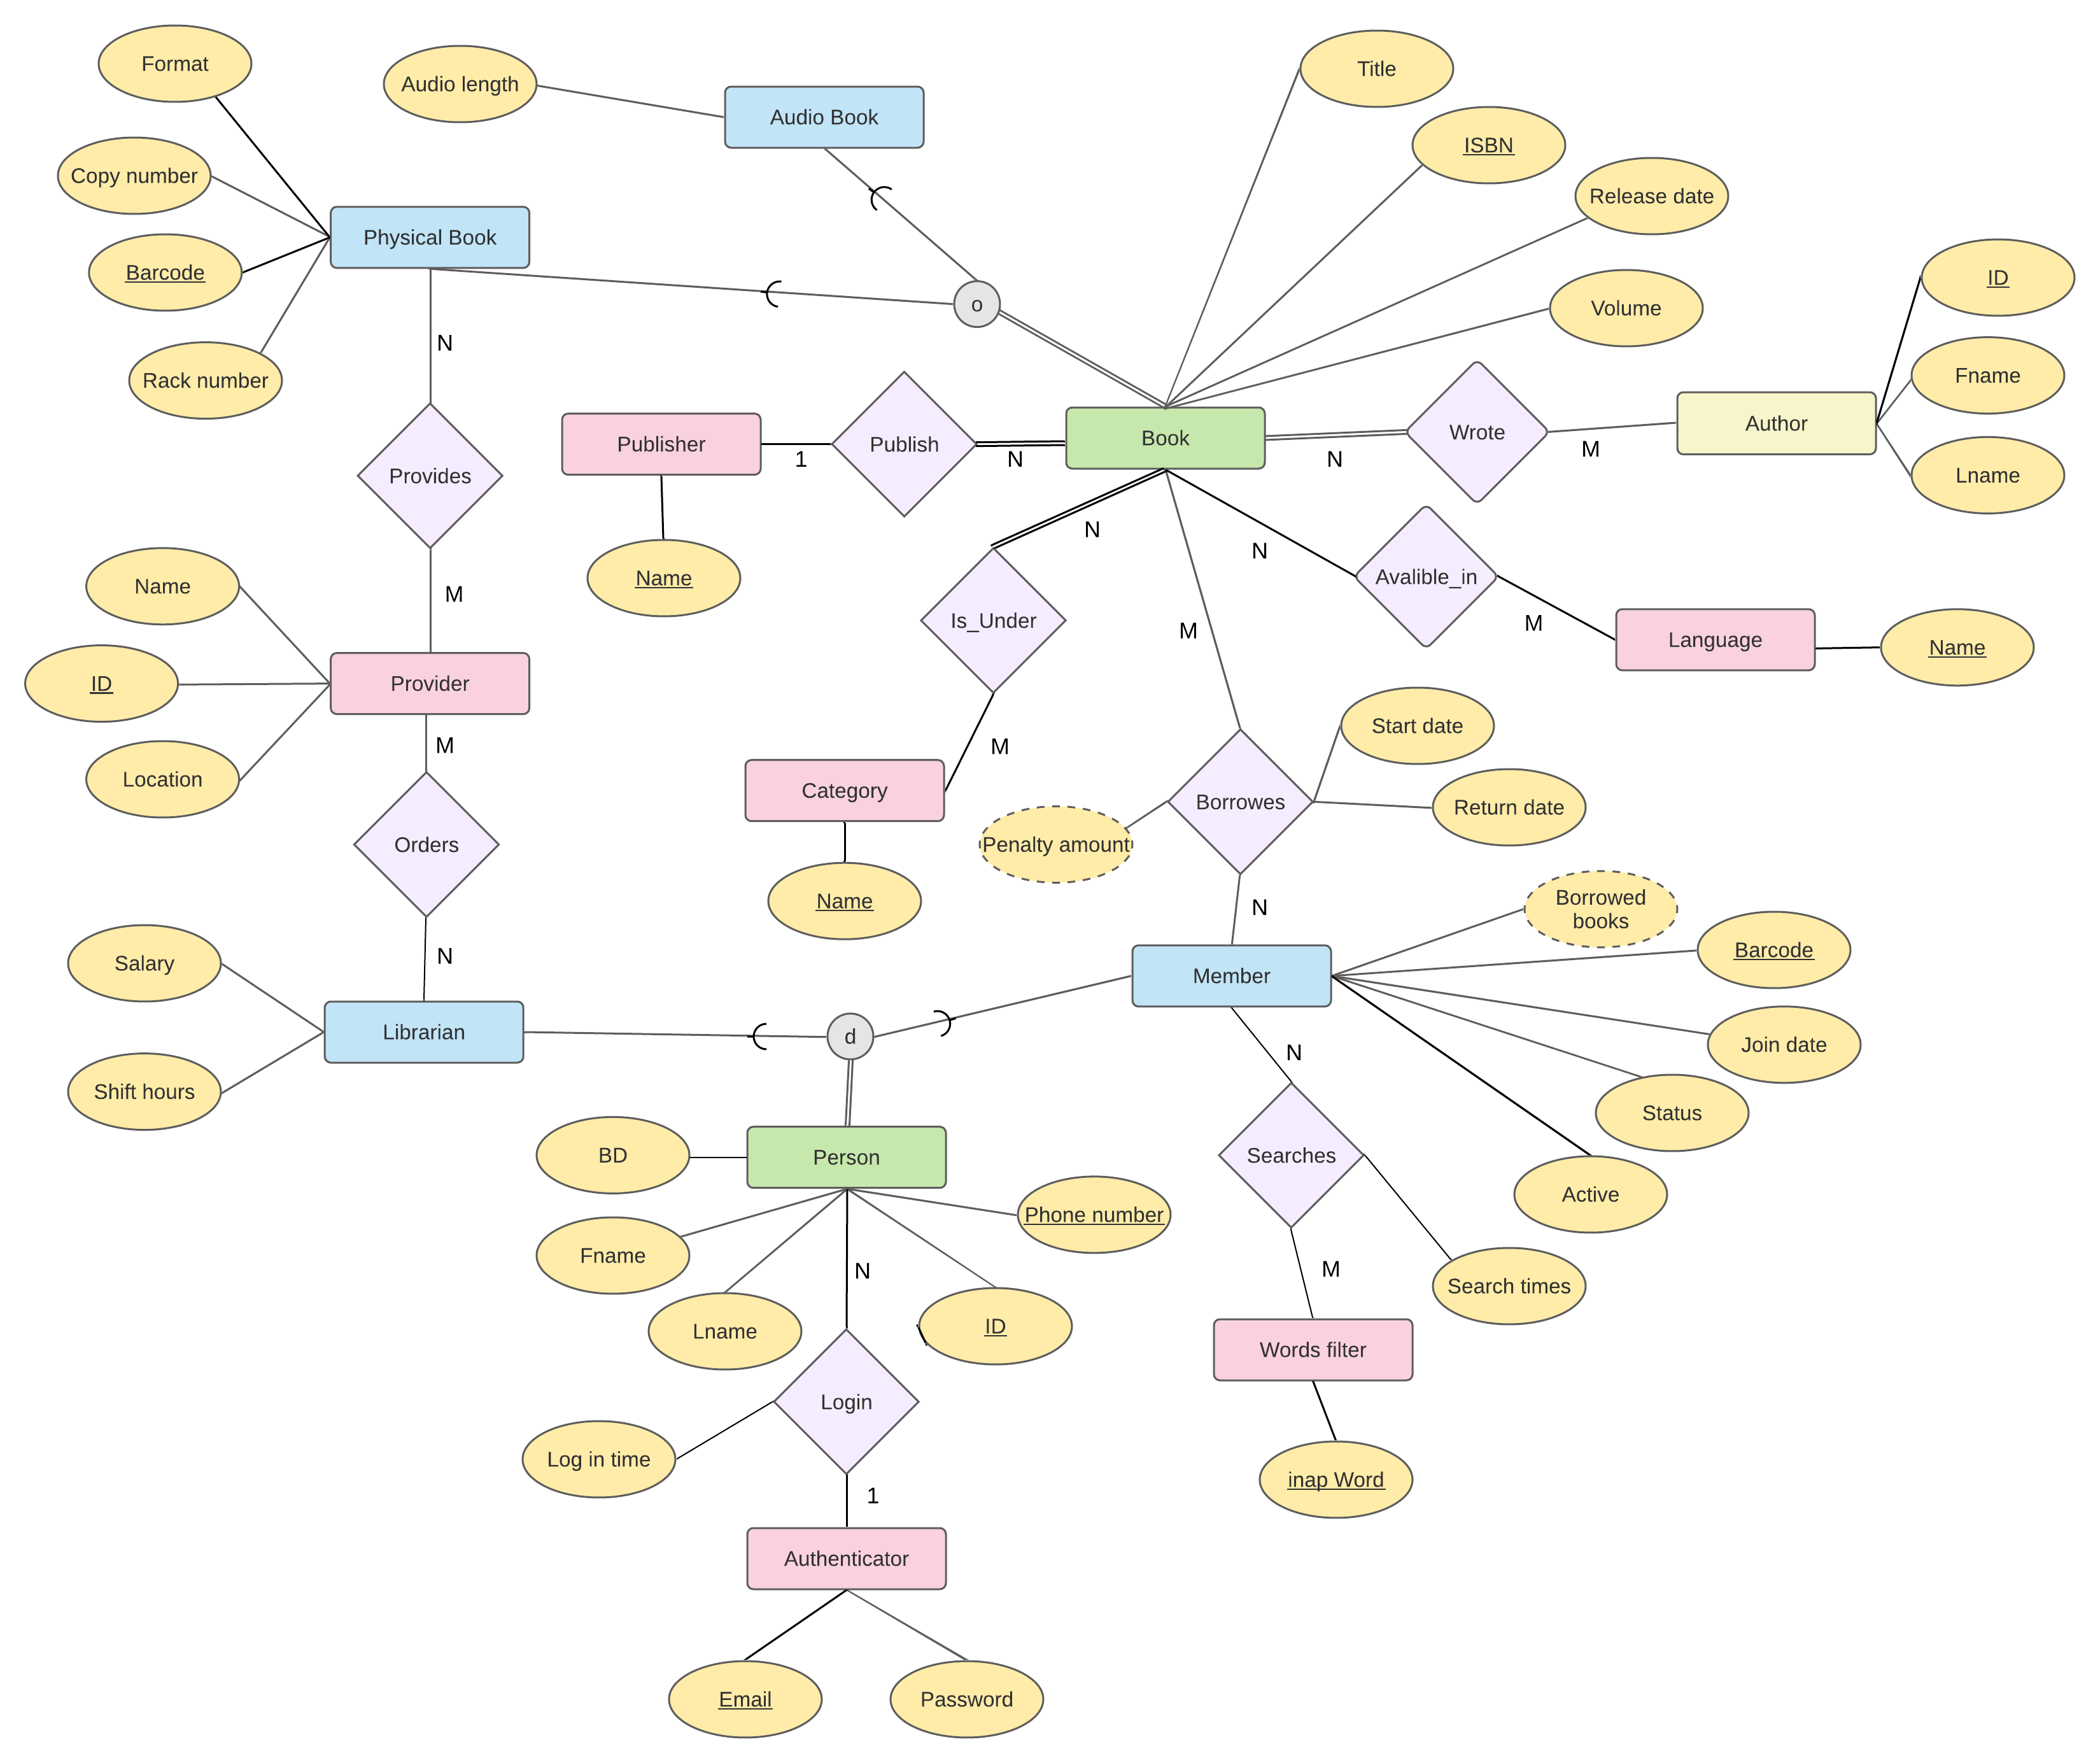 Format
Audio length
Title
Audio Book
ISBN
Copy number
Release date
Physical Book
Barcode
ID
o
Volume
N
Rack number
Fname
Publisher
Publish
Book
Wrote
Author
1
N
N
M
Provides
Lname
N
N
Name
Avalible_in
Name
M
Is_Under
M
M
Language
Name
ID
Provider
Start date
M
M
Location
Category
Borrowes
Return date
Orders
Penalty amount
Name
N
Borrowed
books
Barcode
Salary
N
Member
Librarian
d
Join date
N
Shift hours
Status
BD
Person
Searches
Active
Phone number
Fname
N
M
Search times
Lname
ID
Words filter
Login
Log in time
inap Word
1
Authenticator
Email
Password